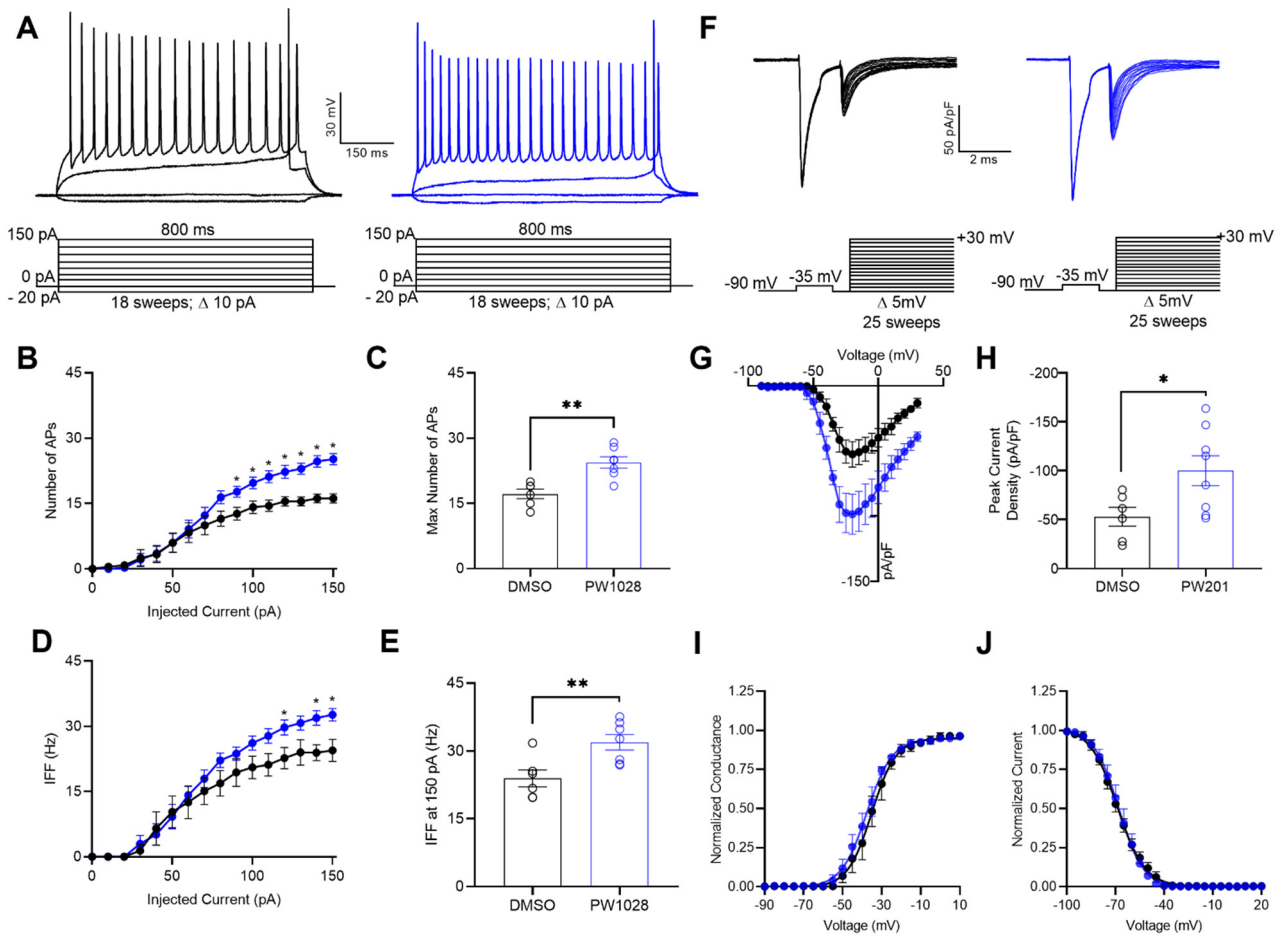 A
30 mV
150 ms
150 pA
0 pA
- 20 pA
800 ms
18 sweeps; Δ 10 pA
800 ms
18 sweeps; Δ 10 pA
F
50 pA/pF
2 ms
-90 mV
-35 mV
+30 mV
Δ 5mV
25 sweeps
-90 mV
-35 mV
+30 mV
Δ 5mV
25 sweeps
B
Number of APs
45
30
15
0
* * * * * * *
0 50 100 150
Injected Current (pA)
C
Max Number of APs
45
30
15
0
**
DMSO PW1028
G
Voltage (mV)
-100 -50 0 50
-150
pA/pF
H
Peak Current
Density (pA/pF)
-200
-150
-100
-50
0
*
DMSO PW201
D
IFF (Hz)
45
30
15
0
* * *
0 50 100 150
Injected Current (pA)
E
IFF at 150 pA (Hz)
45
30
15
0
**
DMSO PW1028
I
Normalized Conductance
1.25
1.00
0.75
0.50
0.25
0.00
-90 -70 -50 -30 -10 10
Voltage (mV)
J
Normalized Current
1.25
1.00
0.75
0.50
0.25
0.00
-100 -80 -60 -40 -20 0 20
Voltage (mV)